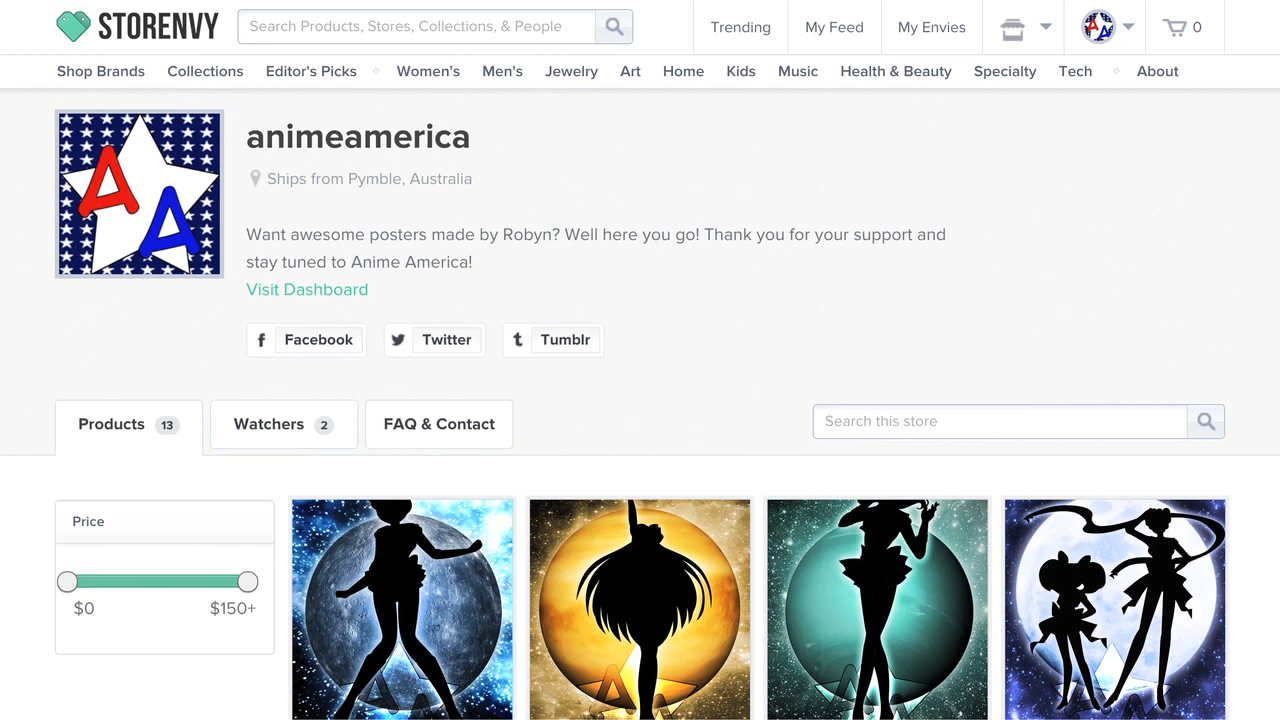 STORENVY
Search Products, Stores, Collections, & People
Trending
My Feed
My Envies
0
Shop Brands
Collections
Editor's Picks
Women's
Men's
Jewelry
Art
Home
Kids
Music
Health & Beauty
Specialty
Tech
About
AA
animeamerica
Ships from Pymble, Australia
Want awesome posters made by Robyn? Well here you go! Thank you for your support and
stay tuned to Anime America!
Visit Dashboard
Facebook
Twitter
Tumblr
Products 13
Watchers 2
FAQ & Contact
Search this store
Price
$0
$150+